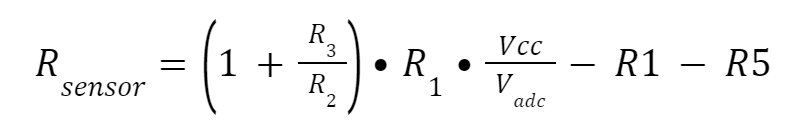 R_sensor = (1 + R_3/R_2) • R_1 • Vcc/V_adc − R1 − R5